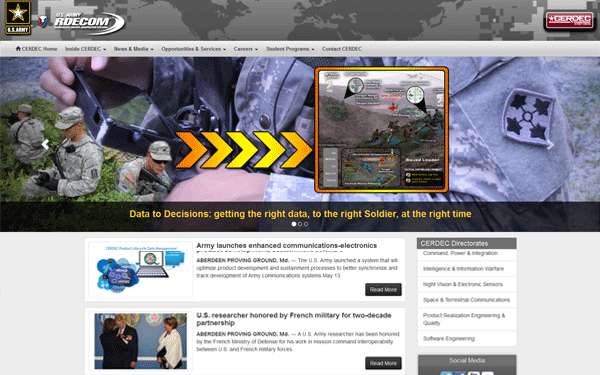 U.S. ARMY
U.S. ARMY
RDECOM
CERDEC
CERDEC Home Inside CERDEC News & Media Opportunities & Services Careers Student Programs Contact CERDEC
Squad Leader
Data to Decisions: getting the right data, to the right Soldier, at the right time
CERDEC Product Lifecycle Data Management
Army launches enhanced communications-electronics
ABERDEEN PROVING GROUND, Md. — The U.S. Army launched a system that will
optimize product development and sustainment processes to better synchronize and
track development of Army communications systems May 13.
Read More
U.S. researcher honored by French military for two-decade
partnership
ABERDEEN PROVING GROUND, Md. — A U.S. Army researcher has been honored
by the French Ministry of Defense for his work in mission command interoperability
between U.S. and French military forces.
Read More
CERDEC Directorates
Command, Power & Integration
Intelligence & Information Warfare
Night Vision & Electronic Sensors
Space & Terrestrial Communications
Product Realization Engineering &
Quality
Software Engineering
Social Media